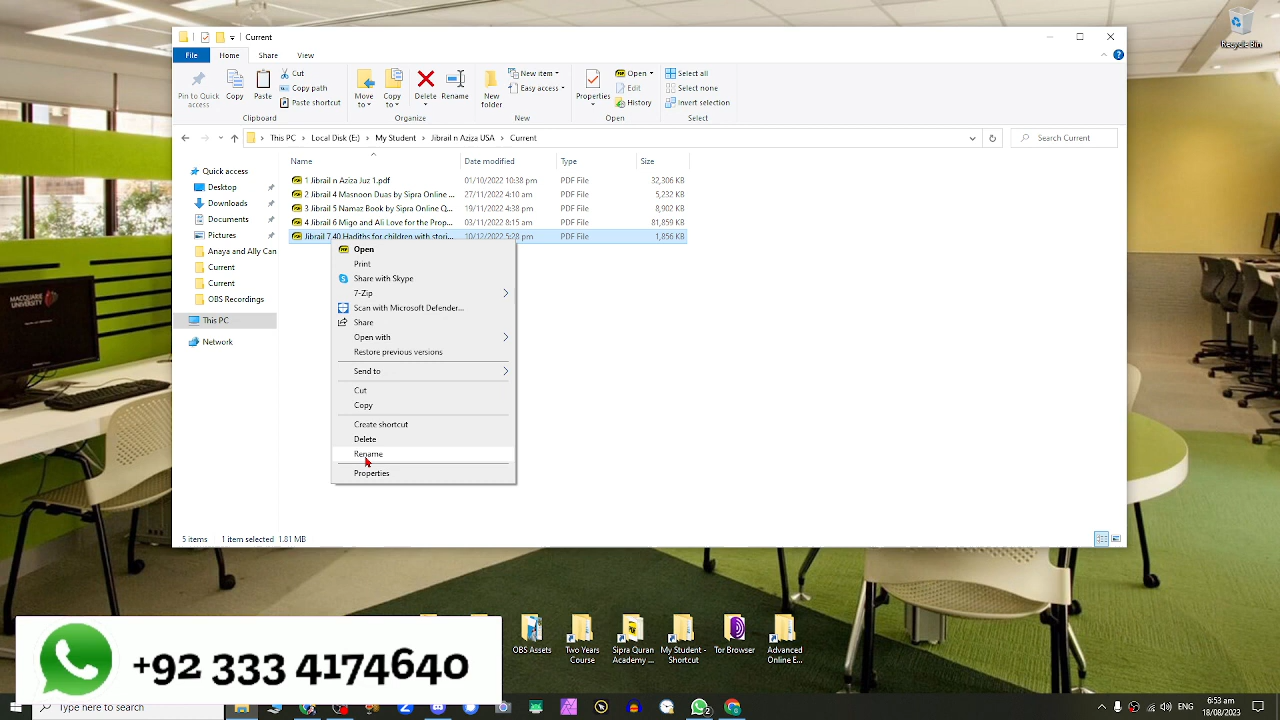 Current
Recycle Bin
File
Home
Share
View
Pin to Quick access
Copy
Paste
Cut
Copy path
Paste shortcut
Move to
Copy to
Delete
Rename
New folder
New item
Easy access
Properties
Open
Edit
History
Select all
Select none
Invert selection
Clipboard
Organize
New
Open
Select
This PC > Local Disk (E:) > My Student > Jibrail n Aziza USA > Current
Search Current
Name Date modified Type Size
1 Jibrail n Aziza Juz 1.pdf 01/10/2022 10:38 pm PDF File 32,306 KB
2 Jibrail 4 Masnoon Duas by Sipra Online ... 27/11/2022 4:10 am PDF File 5,232 KB
3 Jibrail 5 Namaz Book by Sipra Online Q... 19/11/2022 4:38 am PDF File 8,902 KB
4 Jibrail 6 Migo and Ali Love for the Prop... 03/11/2022 8:15 am PDF File 81,859 KB
Jibrail 7 40 Hadiths for children with stori... 10/12/2022 5:28 pm PDF File 1,856 KB
Quick access
Desktop
Downloads
Documents
Pictures
Anaya and Ally Can
Current
Current
OBS Recordings
This PC
Network
Open
Print
Share with Skype
7-Zip
Scan with Microsoft Defender...
Share
Open with
Restore previous versions
Send to
Cut
Copy
Create shortcut
Delete
Rename
Properties
5 items 1 item selected 1.81 MB
MACQUARIE
UNIVERSITY
OBS Assets
Two Years Course
Sipra Quran Academy ...
My Student - Shortcut
Tor Browser
Advanced Online E...
+92 333 4174640
Type here to search
6:53 am
18/08/2023